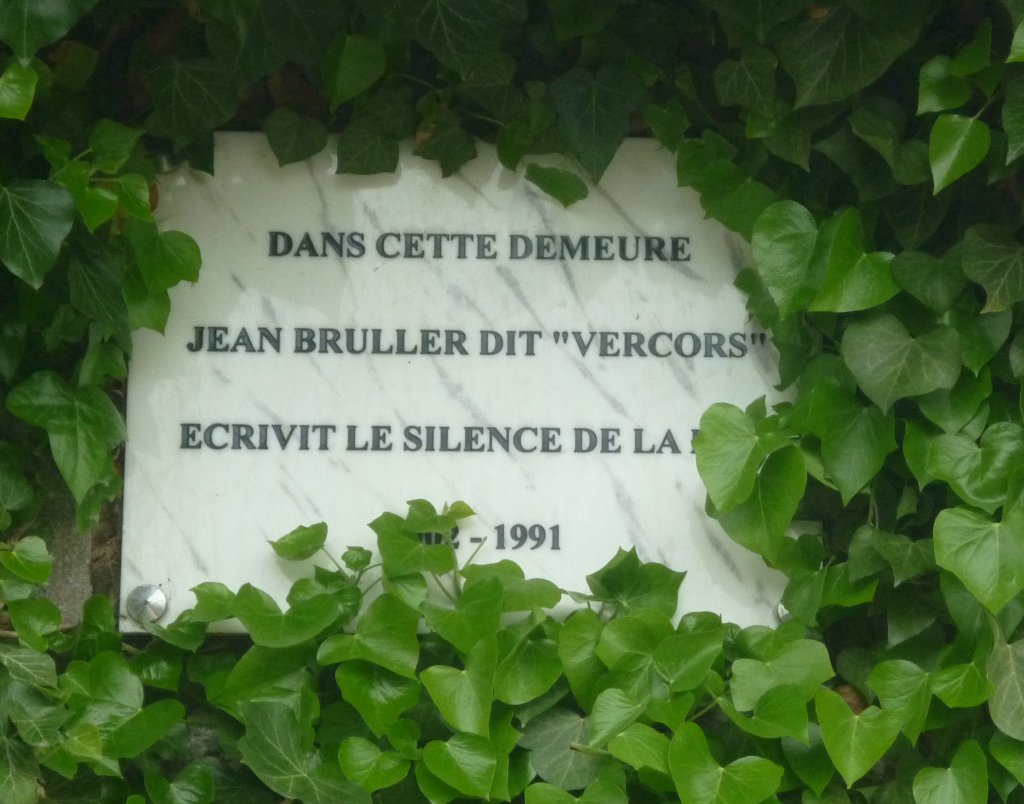 DANS CETTE DEMEURE
JEAN BRULLER DIT "VERCORS"
ECRIVIT LE SILENCE DE LA
- 1991